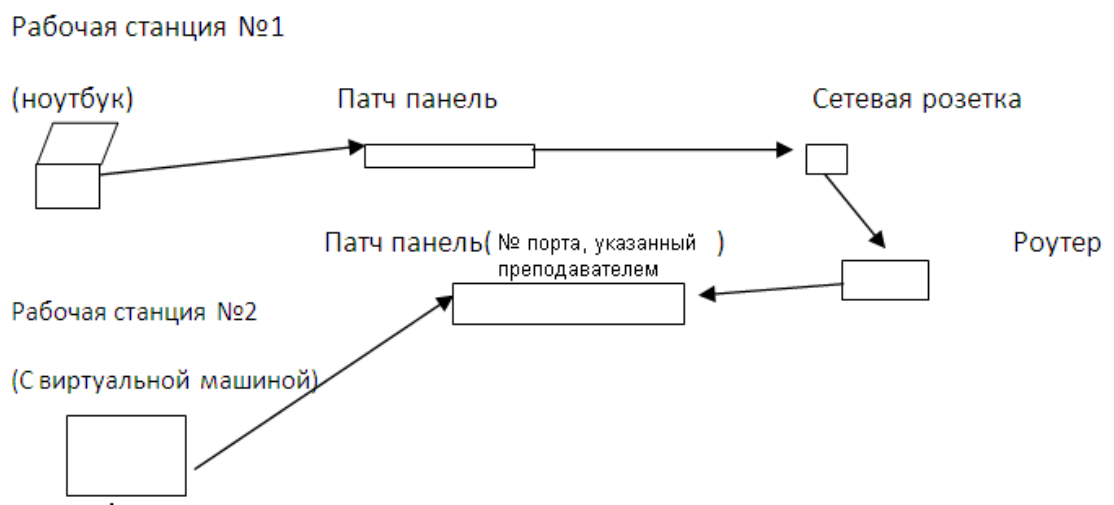 Рабочая станция №1
(ноутбук) Патч панель Сетевая розетка
Патч панель( № порта, указанный преподавателем ) Роутер
Рабочая станция №2
(С виртуальной машиной)